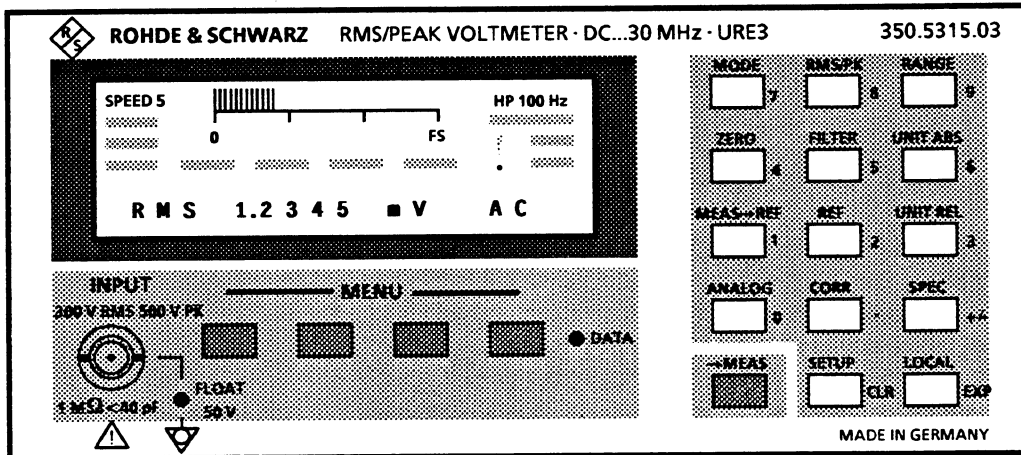 R S ROHDE & SCHWARZ RMS/PEAK VOLTMETER · DC...30 MHz · URE3 350.5315.03
SPEED 5 HP 100 Hz
0 FS
RMS 1.2345 mV AC
INPUT
300 V RMS 500 V PK
MENU
DATA
FLOAT
50 V
1 MΩ <40 pf
MODE RMS/PK RANGE
7 8 9
ZERO FILTER UNIT ABS
4 5 6
MEAS→REF REF UNIT REL
1 2 3
ANALOG CORR SPEC
0 . +/-
→MEAS SETUP LOCAL
CLR EXP
MADE IN GERMANY